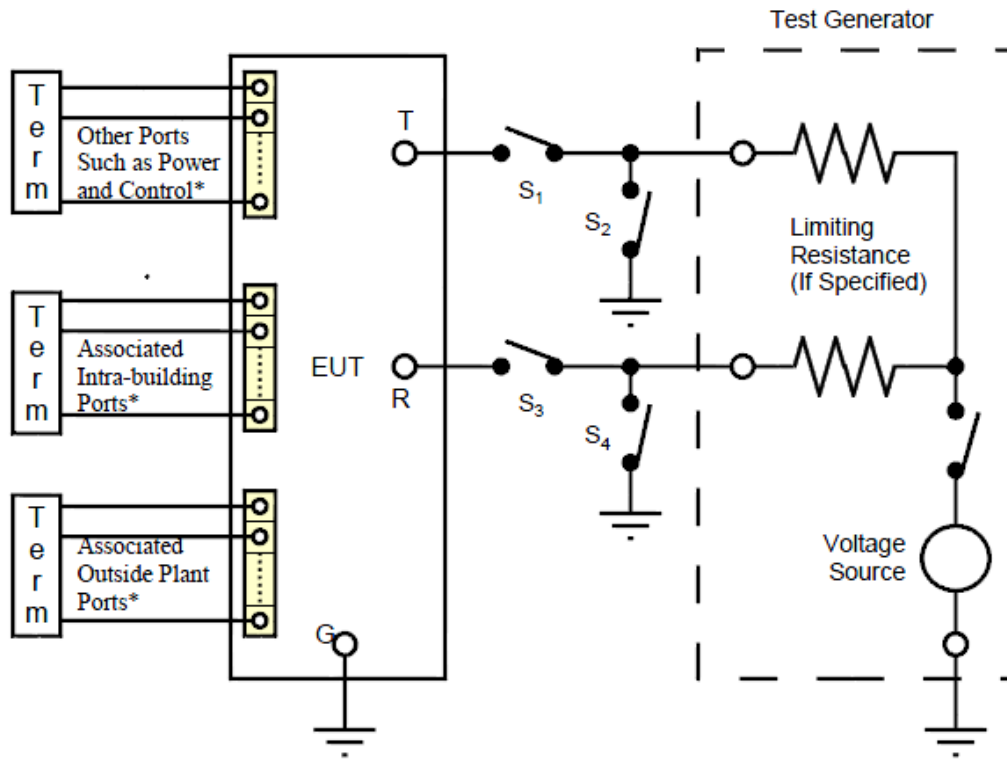 Test Generator
T
e
r
m
Other Ports
Such as Power
and Control*
T
S1
S2
Limiting
Resistance
(If Specified)
T
e
r
m
Associated
Intra-building
Ports*
EUT
R
S3
S4
T
e
r
m
Associated
Outside Plant
Ports*
Voltage
Source
G